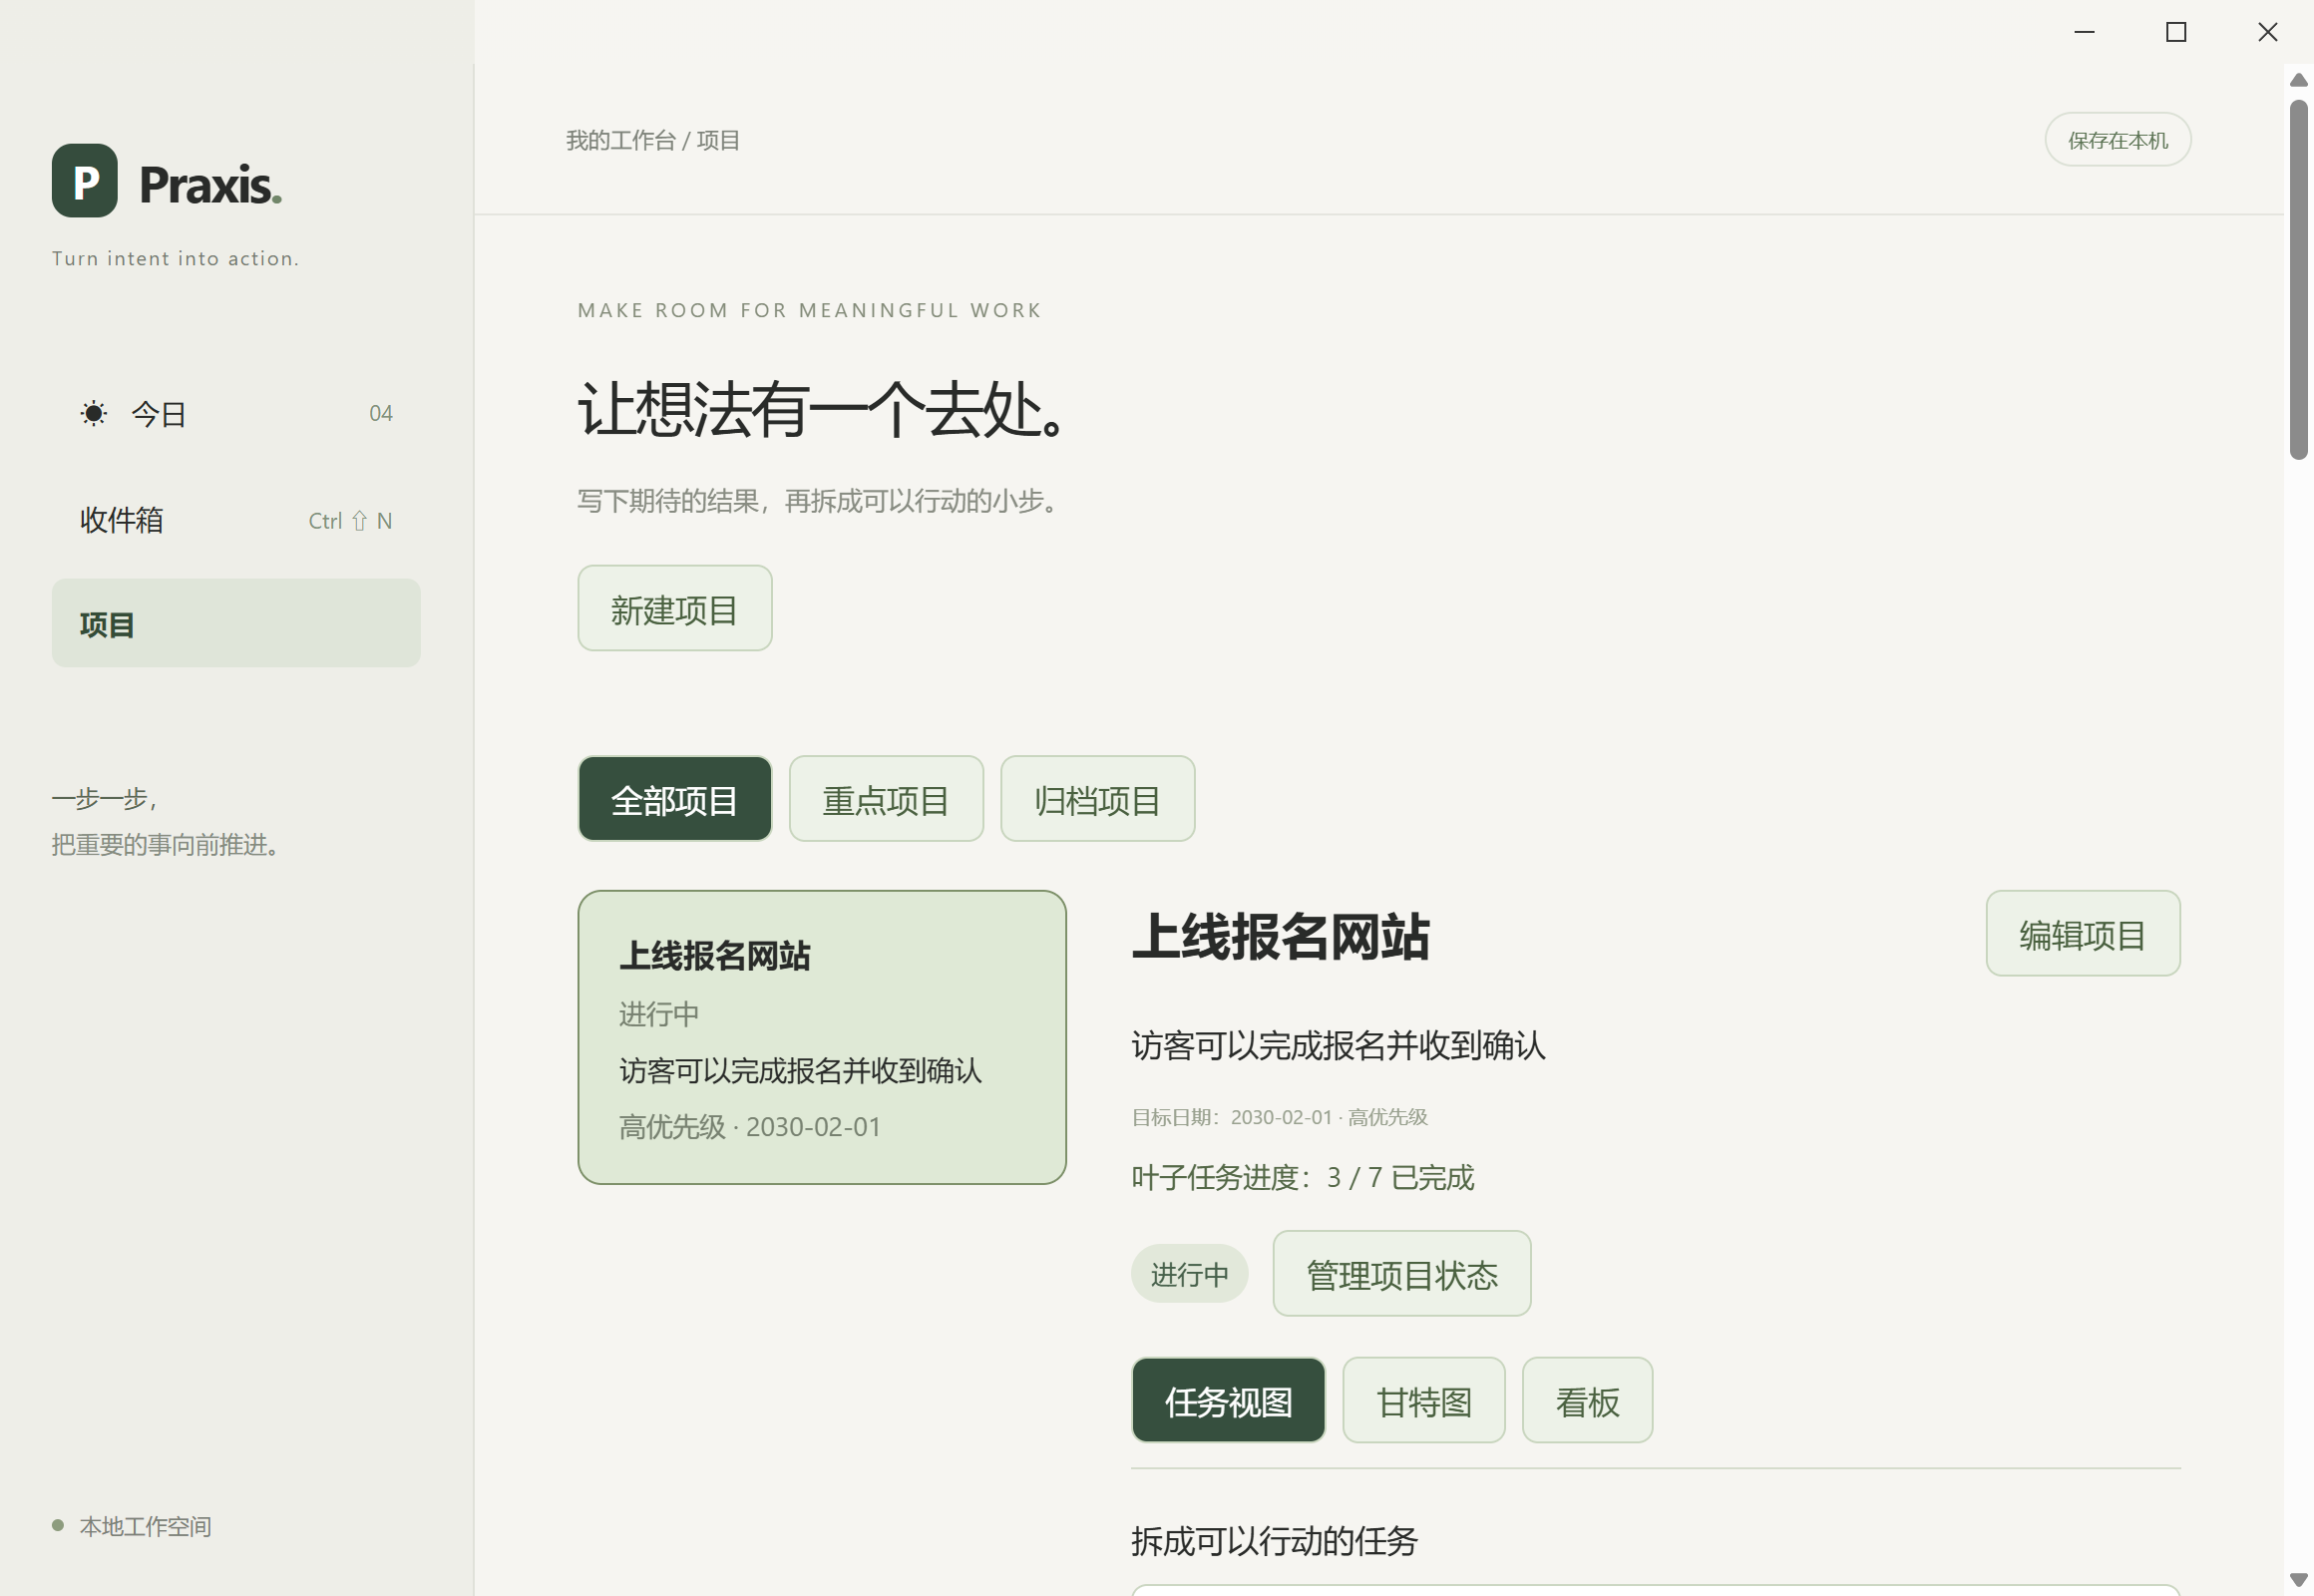 P Praxis.
Turn intent into action.
今日 04
收件箱 Ctrl ⇧ N
项目
一步一步，
把重要的事向前推进。
本地工作空间
我的工作台 / 项目
保存在本机
MAKE ROOM FOR MEANINGFUL WORK
让想法有一个去处。
写下期待的结果，再拆成可以行动的小步。
新建项目
全部项目 重点项目 归档项目
上线报名网站
进行中
访客可以完成报名并收到确认
高优先级 · 2030-02-01
上线报名网站
编辑项目
访客可以完成报名并收到确认
目标日期：2030-02-01 · 高优先级
叶子任务进度：3 / 7 已完成
进行中 管理项目状态
任务视图 甘特图 看板
拆成可以行动的任务